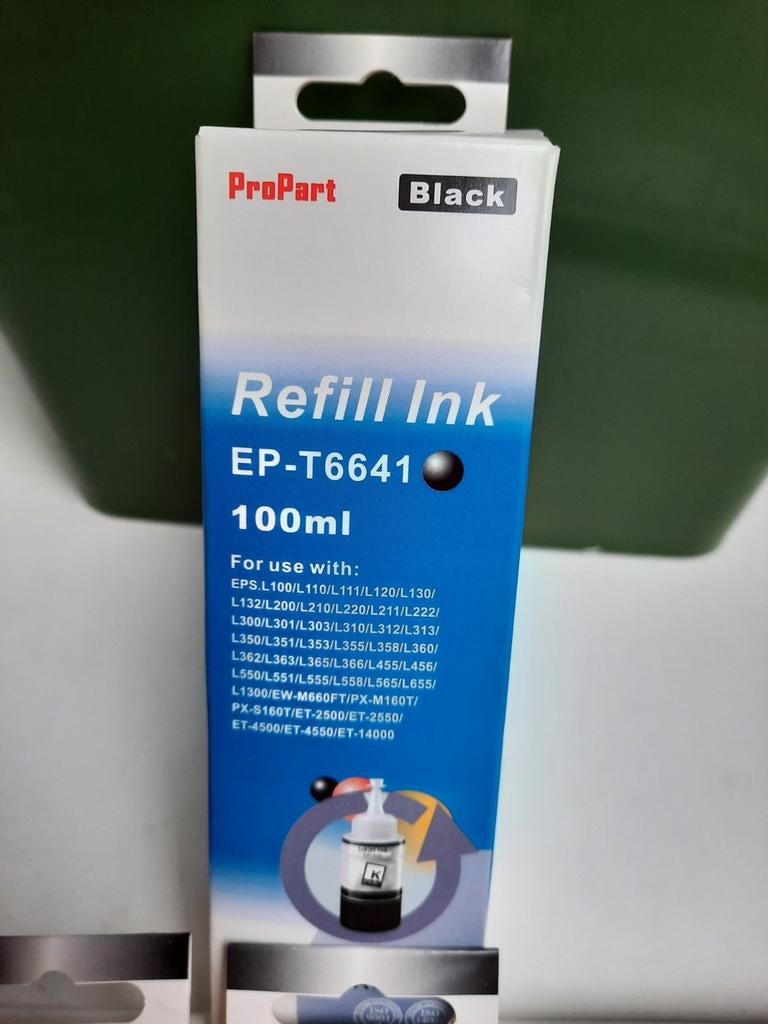 ProPart
Black
Refill Ink
EP-T6641
100ml
For use with:
EPS.L100/L110/L111/L120/L130/
L132/L200/L210/L220/L211/L222/
L300/L301/L303/L310/L312/L313/
L350/L351/L353/L355/L358/L360/
L362/L363/L365/L366/L455/L456/
L550/L551/L555/L558/L565/L655/
L1300/EW-M660FT/PX-M160T/
PX-S160T/ET-2500/ET-2550/
ET-4500/ET-4550/ET-14000
K
ISO
ISO